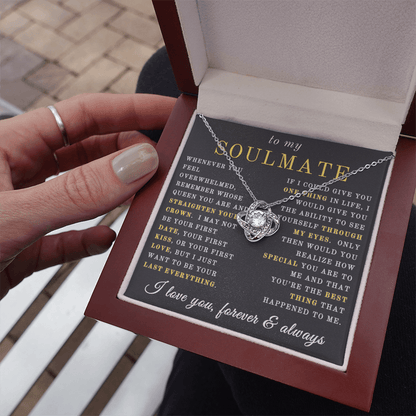 to my
SOULMATE
WHENEVER YOU
FEEL
OVERWHELMED,
REMEMBER WHOSE
QUEEN YOU ARE AND
STRAIGHTEN YOUR
CROWN. I MAY NOT
BE YOUR FIRST
DATE, YOUR FIRST
KISS, OR YOUR FIRST
LOVE, BUT I JUST
WANT TO BE YOUR
LAST EVERYTHING.
IF I COULD GIVE YOU
ONE THING IN LIFE, I
WOULD GIVE YOU
THE ABILITY TO SEE
YOURSELF THROUGH
MY EYES. ONLY
THEN WOULD YOU
REALIZE HOW
SPECIAL YOU ARE TO
ME AND THAT
YOU'RE THE BEST
THING THAT
HAPPENED TO ME.
I love you, forever & always